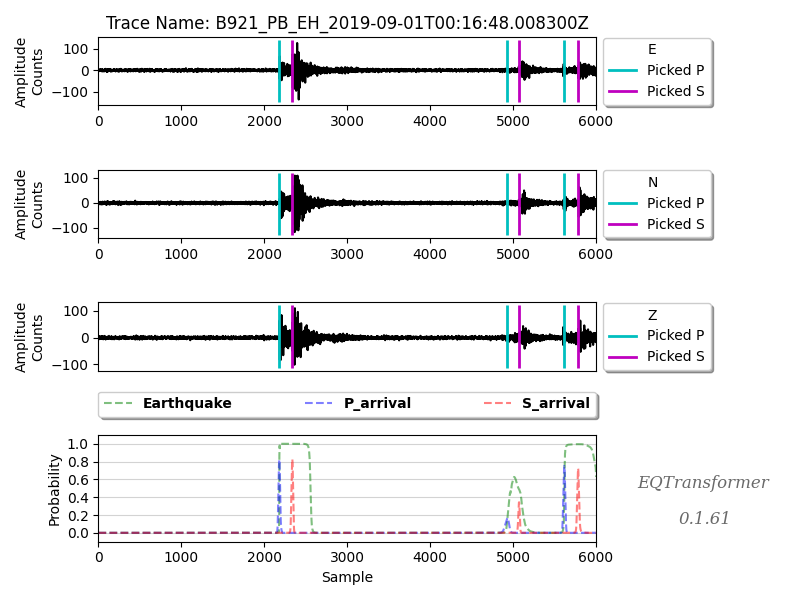 Trace Name: B921_PB_EH_2019-09-01T00:16:48.008300Z
Amplitude
Counts
100
0
−100
0 1000 2000 3000 4000 5000 6000
E
Picked P
Picked S
Amplitude
Counts
100
0
−100
0 1000 2000 3000 4000 5000 6000
N
Picked P
Picked S
Amplitude
Counts
100
0
−100
0 1000 2000 3000 4000 5000 6000
Z
Picked P
Picked S
Earthquake P_arrival S_arrival
Probability
1.0
0.8
0.6
0.4
0.2
0.0
0 1000 2000 3000 4000 5000 6000
Sample
EQTransformer
0.1.61